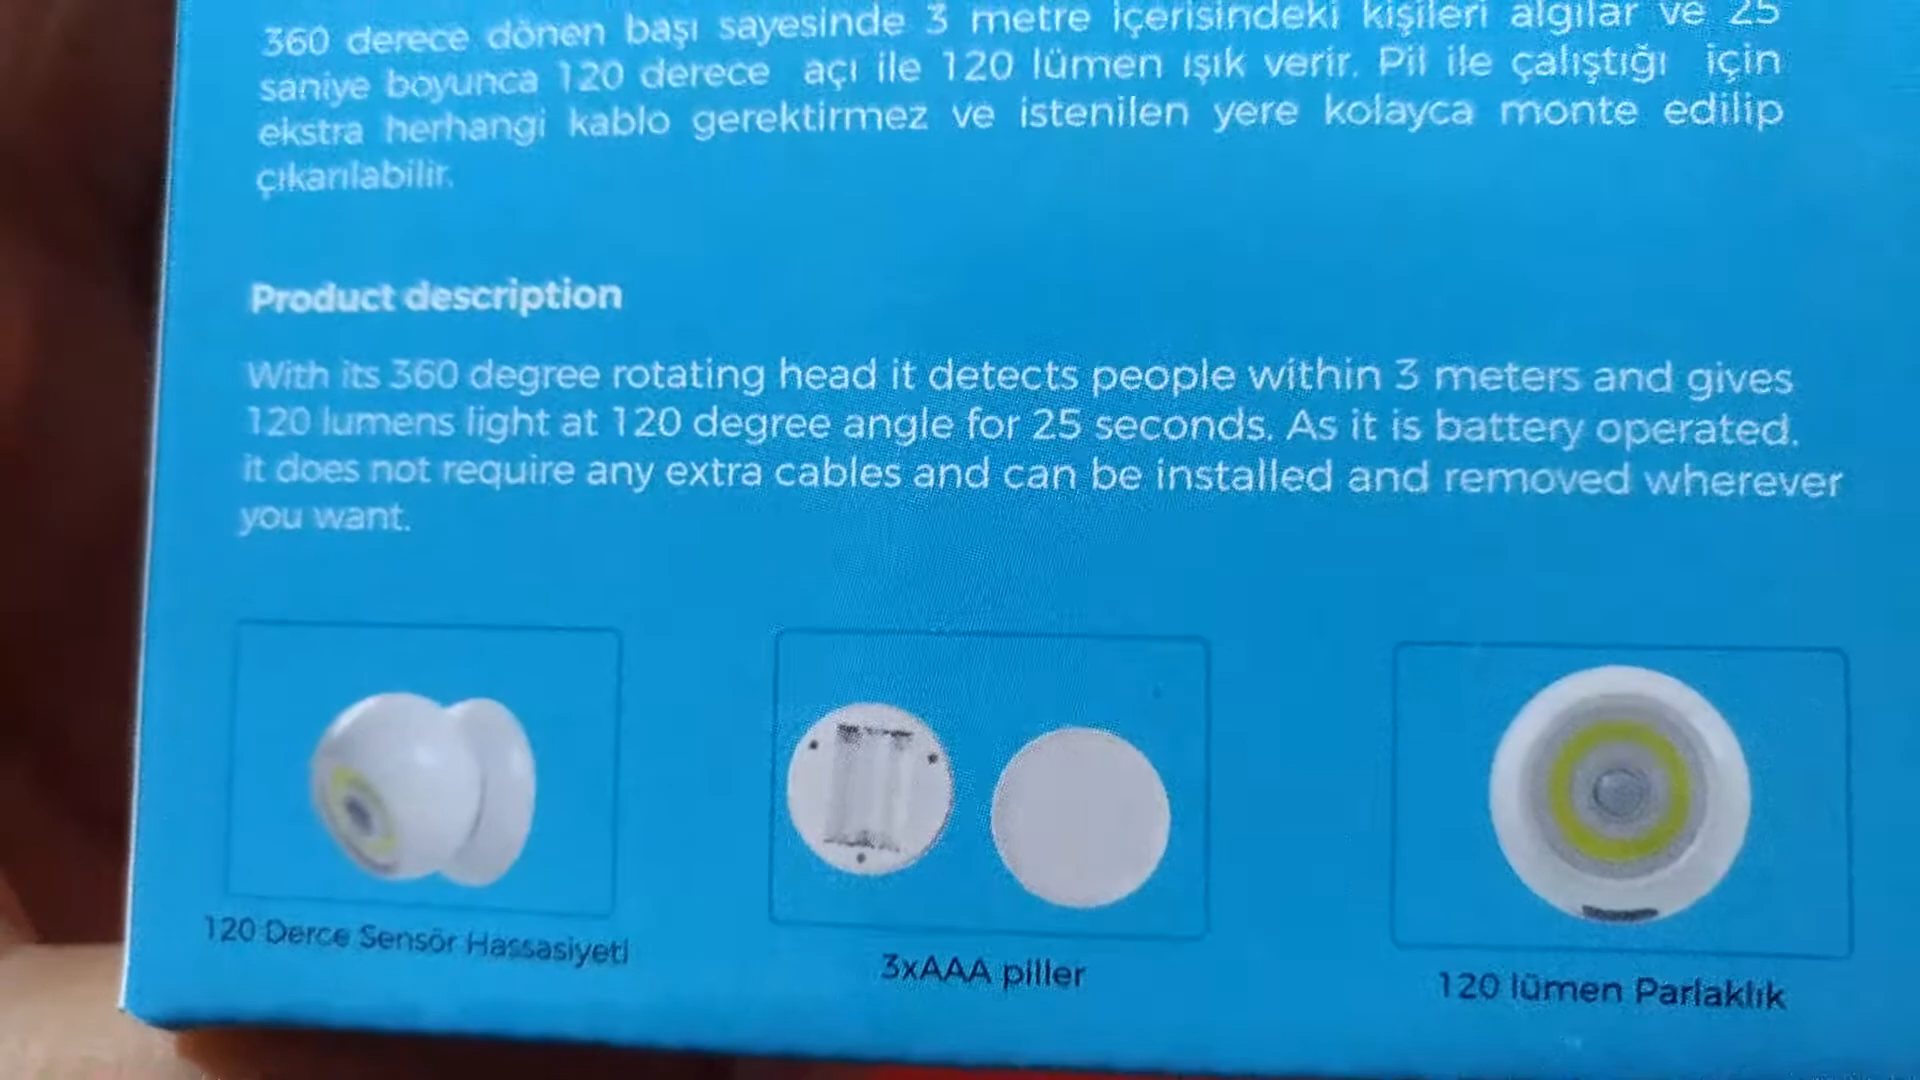 360 derece dönen başı sayesinde 3 metre içerisindeki kişileri algılar ve 25
saniye boyunca 120 derece açı ile 120 lümen ışık verir. Pil ile çalıştığı için
ekstra herhangi kablo gerektirmez ve istenilen yere kolayca monte edilip
çıkarılabilir.
Product description
With its 360 degree rotating head it detects people within 3 meters and gives
120 lumens light at 120 degree angle for 25 seconds. As it is battery operated.
it does not require any extra cables and can be installed and removed wherever
you want.
120 Derce Sensör Hassasiyeti
3xAAA piller
120 lümen Parlaklık